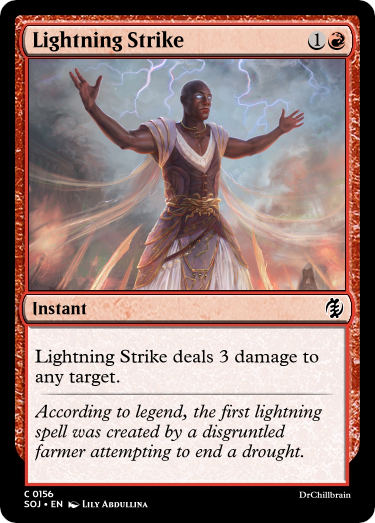 Lightning Strike 1
Instant
Lightning Strike deals 3 damage to
any target.
According to legend, the first lightning
spell was created by a disgruntled
farmer attempting to end a drought.
C 0156
SOJ • EN Lily Abdullina
DrChillbrain